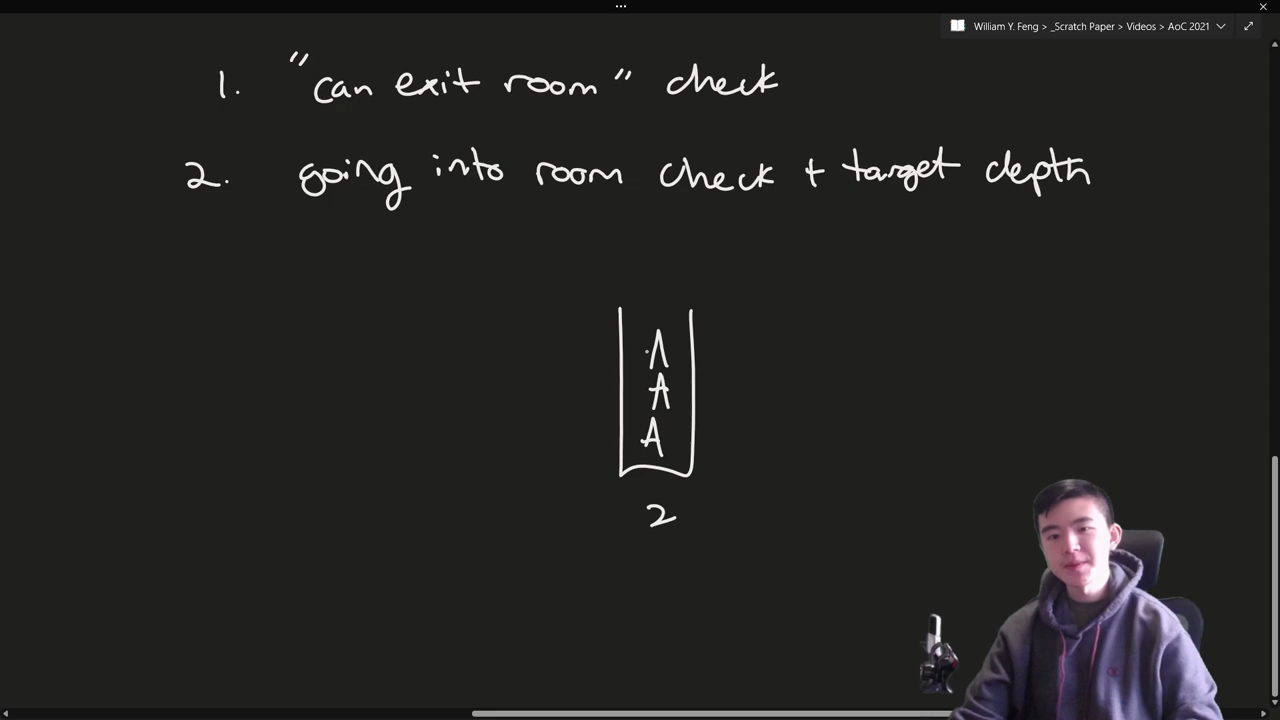 William Y. Feng > _Scratch Paper > Videos > AoC 2021
1. "can exit room" check
2. going into room check + target depth
A
A
A
2